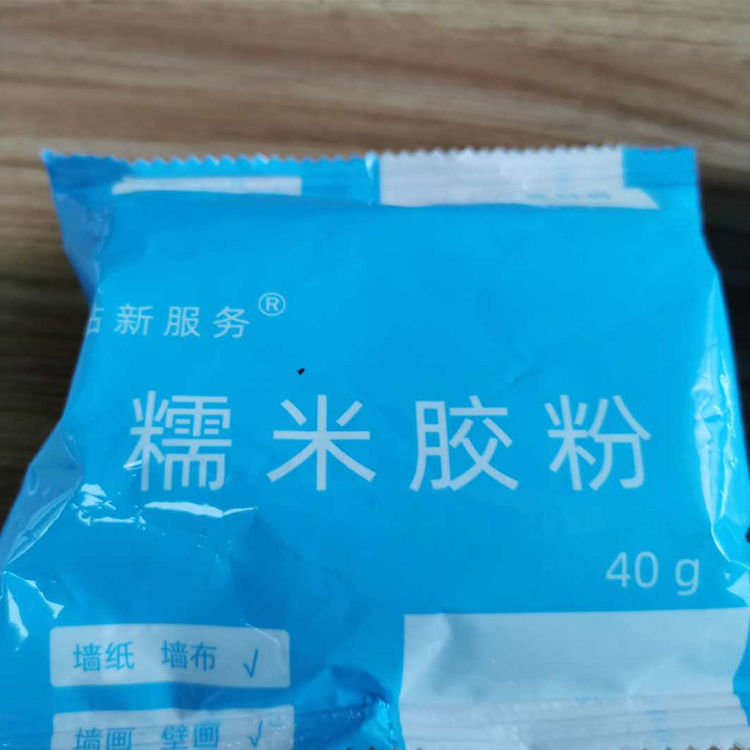 新服务®
糯米胶粉
40 g
墙纸 墙布 √
墙画 壁画 √